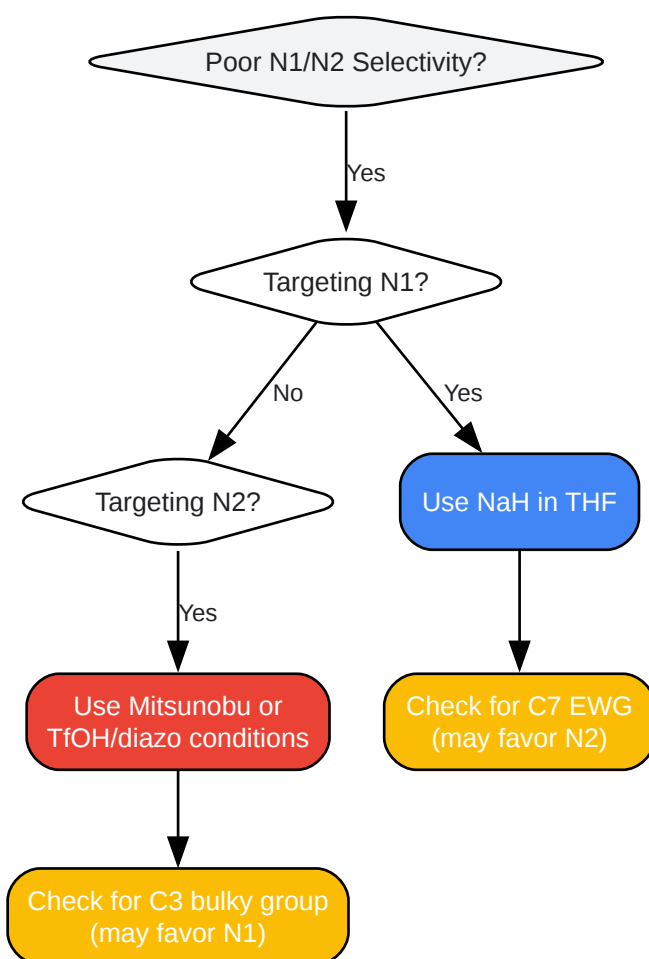 Poor N1/N2 Selectivity?
Yes
Targeting N1?
No
Yes
Targeting N2?
Use NaH in THF
Yes
Use Mitsunobu or
TfOH/diazo conditions
Check for C7 EWG
(may favor N2)
Check for C3 bulky group
(may favor N1)